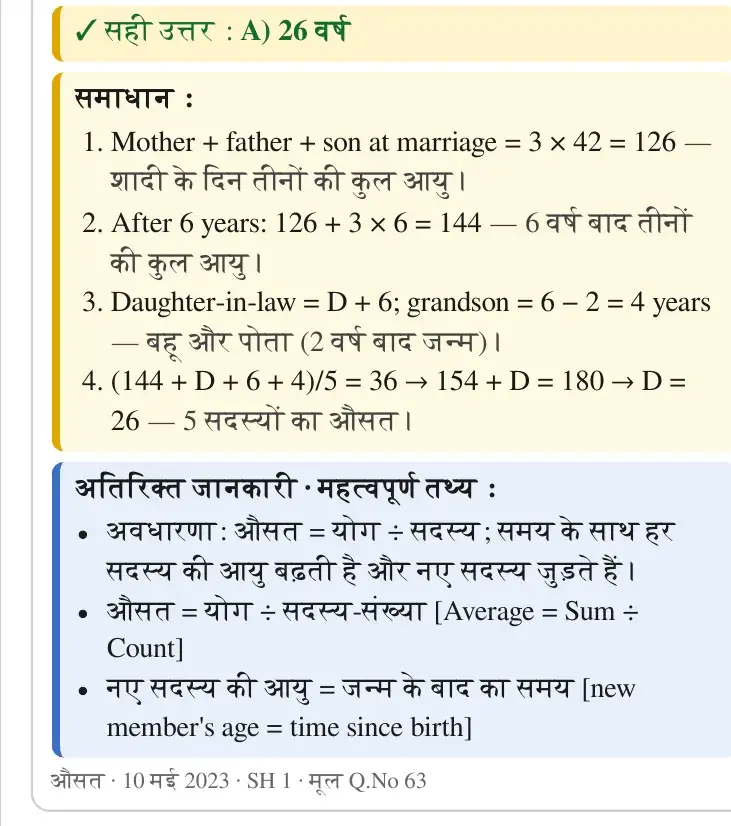 ✓ सही उत्तर : A) 26 वर्ष
समाधान :
1. Mother + father + son at marriage = 3 × 42 = 126 —
शादी के दिन तीनों की कुल आयु।
2. After 6 years: 126 + 3 × 6 = 144 — 6 वर्ष बाद तीनों
की कुल आयु।
3. Daughter-in-law = D + 6; grandson = 6 − 2 = 4 years
— बहू और पोता (2 वर्ष बाद जन्म)।
4. (144 + D + 6 + 4)/5 = 36 → 154 + D = 180 → D =
26 — 5 सदस्यों का औसत।
अतिरिक्त जानकारी · महत्वपूर्ण तथ्य :
• अवधारणा: औसत = योग ÷ सदस्य; समय के साथ हर
सदस्य की आयु बढ़ती है और नए सदस्य जुड़ते हैं।
• औसत = योग ÷ सदस्य-संख्या [Average = Sum ÷
Count]
• नए सदस्य की आयु = जन्म के बाद का समय [new
member's age = time since birth]
औसत · 10 मई 2023 · SH 1 · मूल Q.No 63